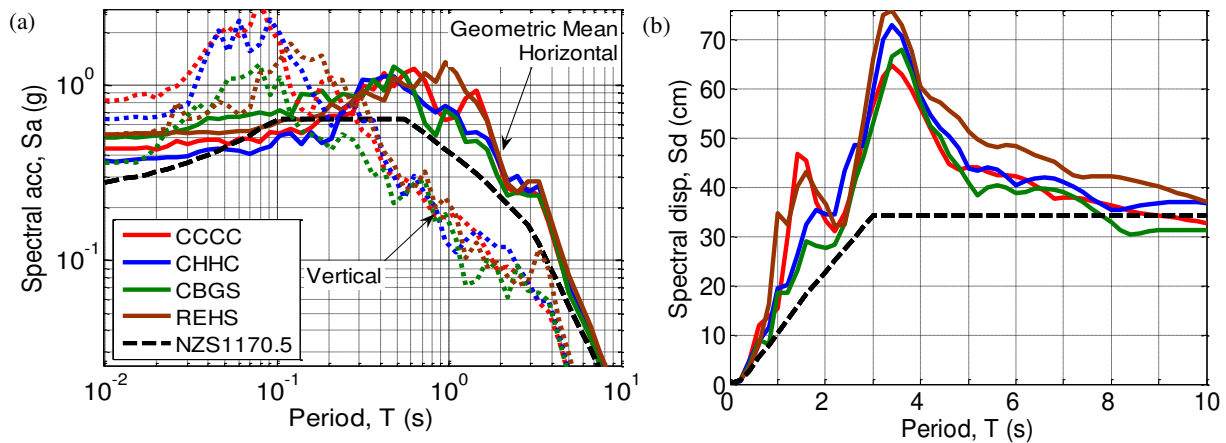 (a)
Spectral acc, Sa (g)
10^0
10^-1
Geometric Mean
Horizontal
Vertical
CCCC
CHHC
CBGS
REHS
NZS1170.5
10^-2 10^-1 10^0 10^1
Period, T (s)
(b)
Spectral disp, Sd (cm)
70
60
50
40
30
20
10
0
0 2 4 6 8 10
Period, T (s)